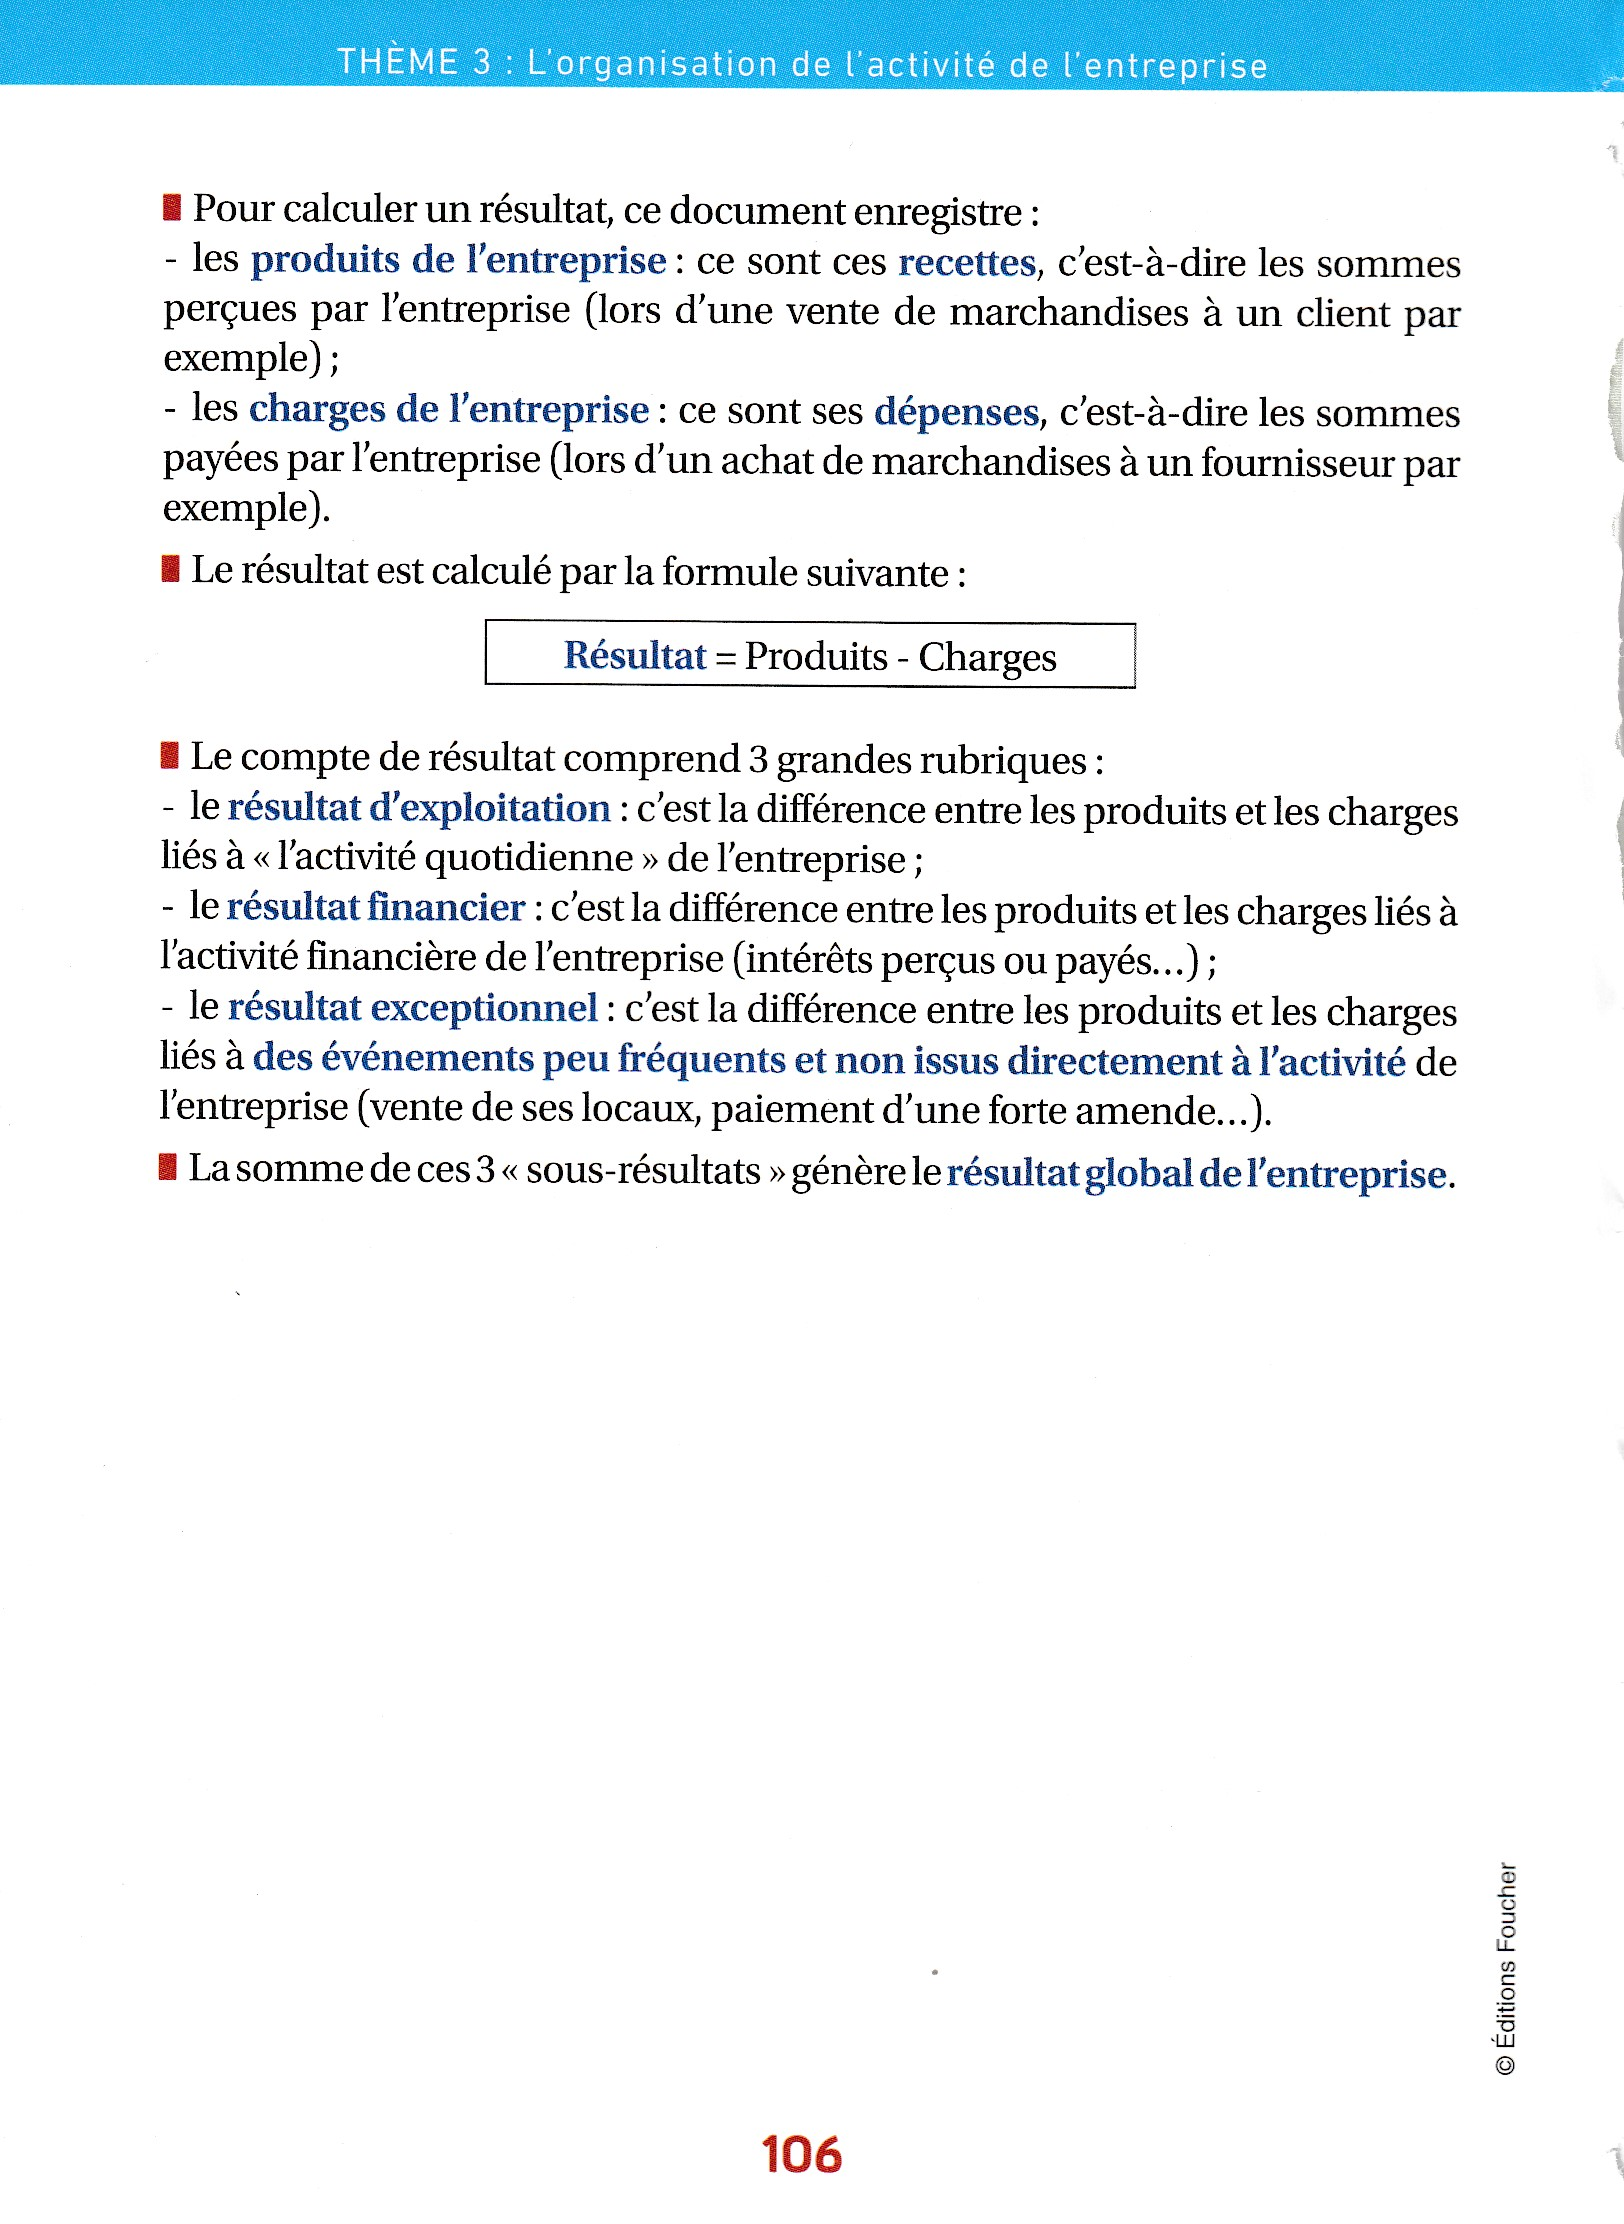 THÈME 3 : L'organisation de l'activité de l'entreprise
Pour calculer un résultat, ce document enregistre :
- les produits de l'entreprise : ce sont ces recettes, c'est-à-dire les sommes
perçues par l'entreprise (lors d'une vente de marchandises à un client par
exemple) ;
- les charges de l'entreprise : ce sont ses dépenses, c'est-à-dire les sommes
payées par l'entreprise (lors d'un achat de marchandises à un fournisseur par
exemple).
Le résultat est calculé par la formule suivante :
Résultat = Produits - Charges
Le compte de résultat comprend 3 grandes rubriques :
- le résultat d'exploitation : c'est la différence entre les produits et les charges
liés à « l'activité quotidienne » de l'entreprise ;
- le résultat financier : c'est la différence entre les produits et les charges liés à
l'activité financière de l'entreprise (intérêts perçus ou payés...) ;
- le résultat exceptionnel : c'est la différence entre les produits et les charges
liés à des événements peu fréquents et non issus directement à l'activité de
l'entreprise (vente de ses locaux, paiement d'une forte amende...).
La somme de ces 3 « sous-résultats » génère le résultat global de l'entreprise.
© Éditions Foucher
106